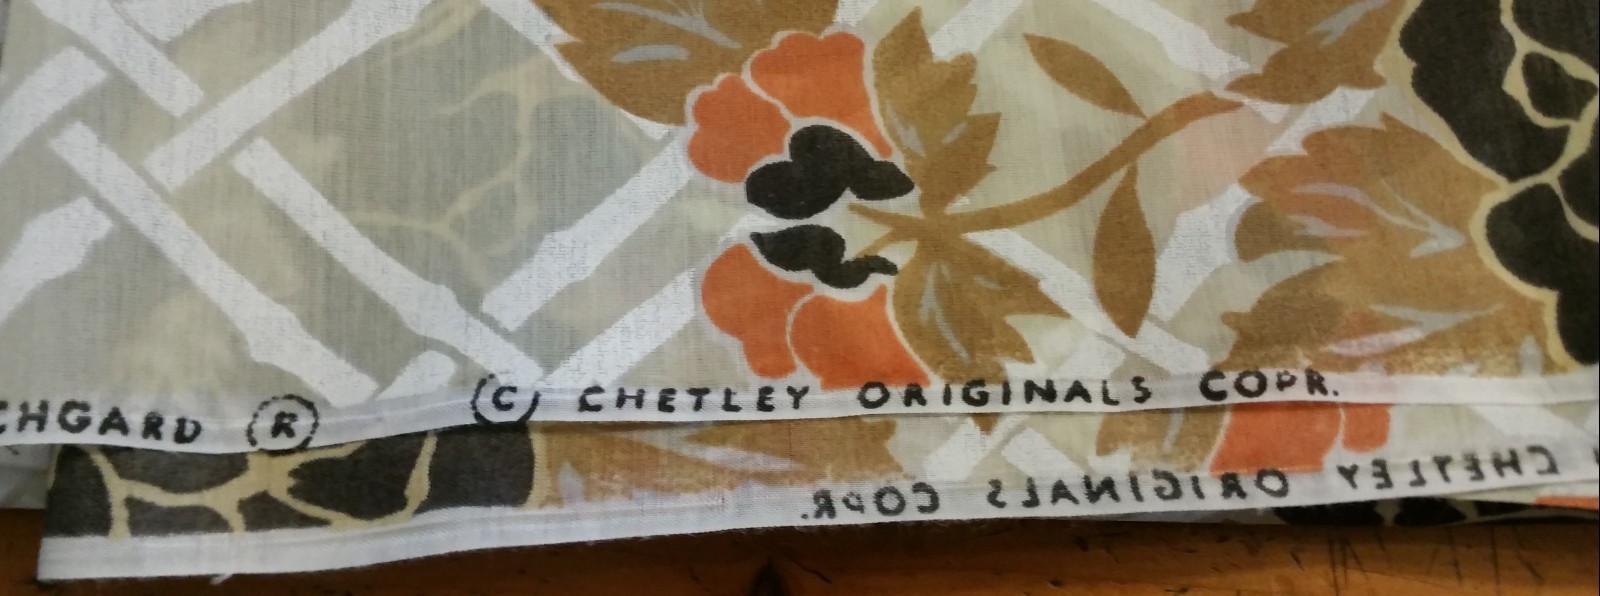 CHGARD ® © CHETLEY ORIGINALS COPR.
CHETLEY ORIGINALS COPR.